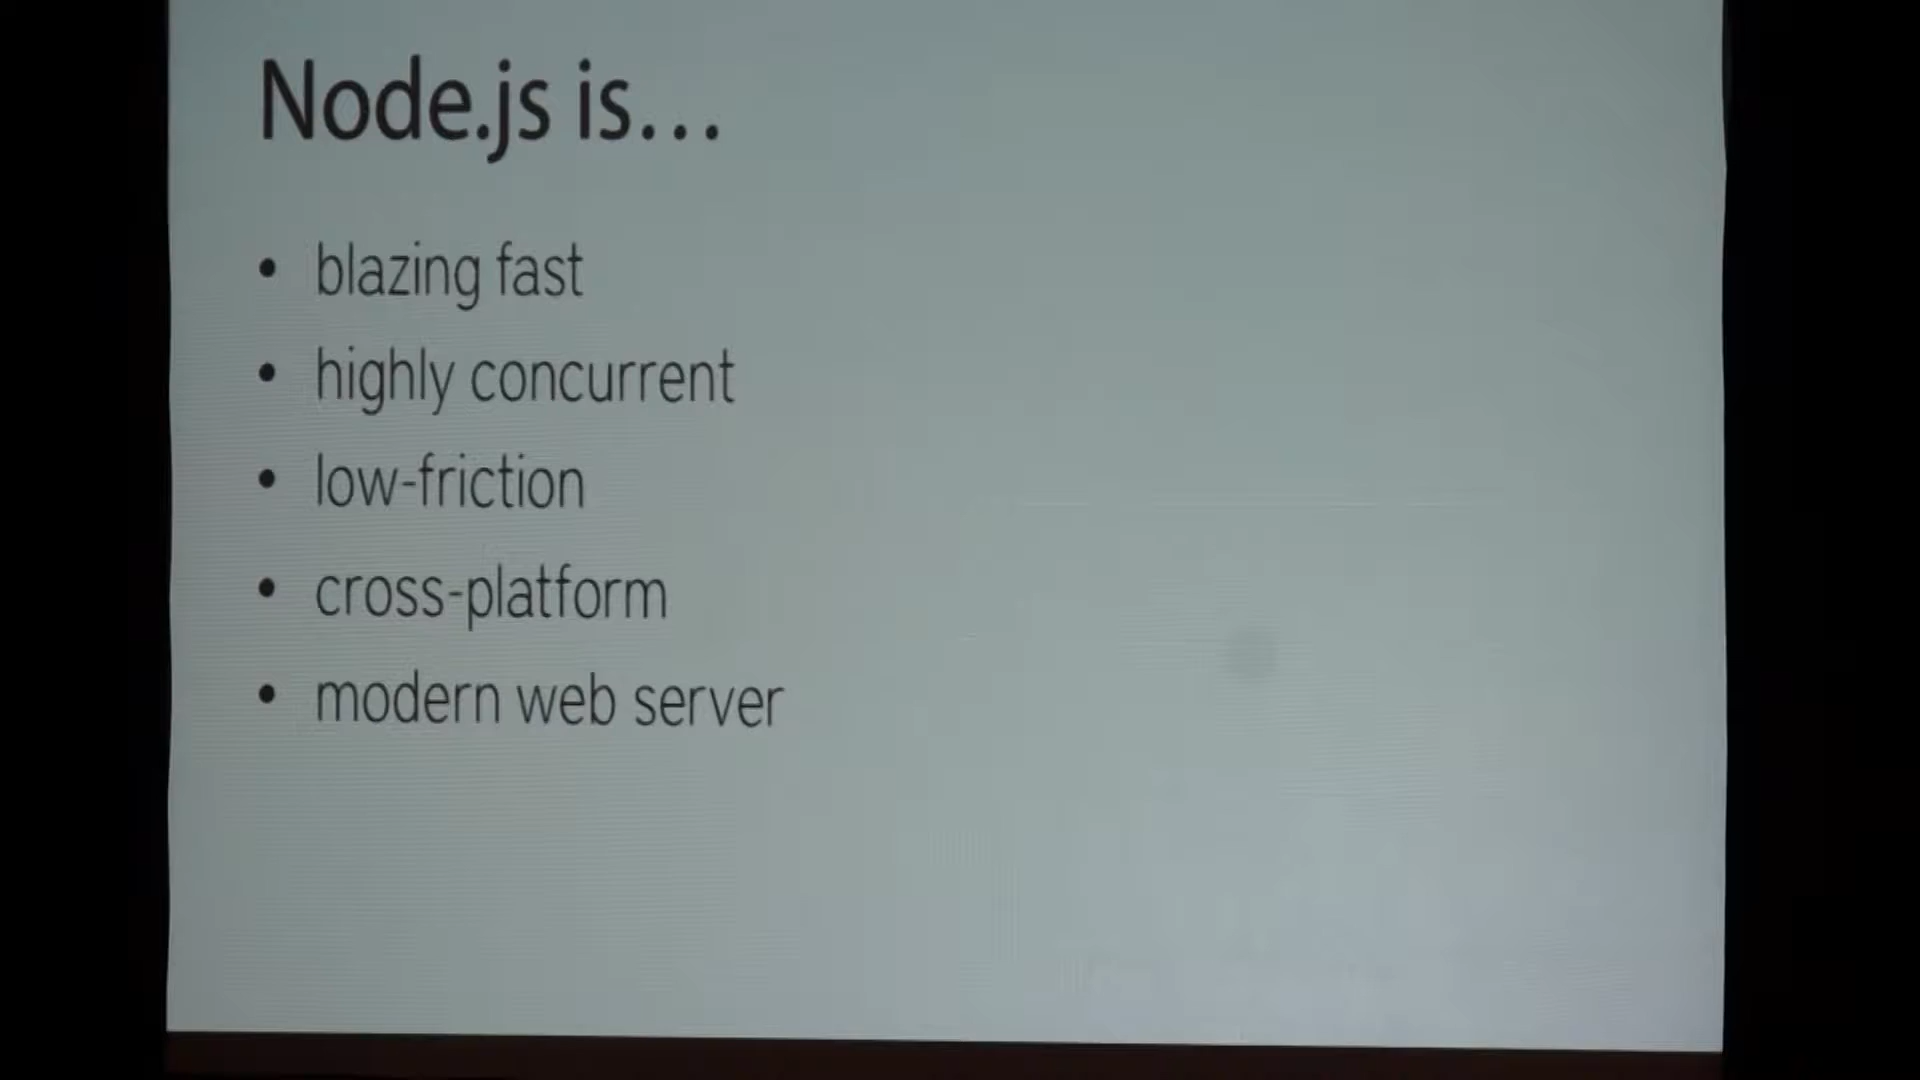 Node.js is...
• blazing fast
• highly concurrent
• low-friction
• cross-platform
• modern web server